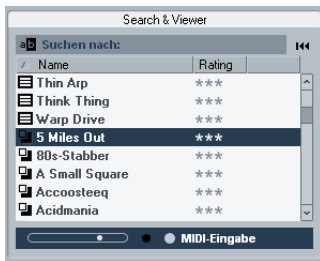 Search & Viewer
ab Suchen nach:
Name Rating
Thin Arp ***
Think Thing ***
Warp Drive ***
5 Miles Out ***
80s-Stabber ***
A Small Square ***
Accoosteeq ***
Acidmania ***
MIDI-Eingabe